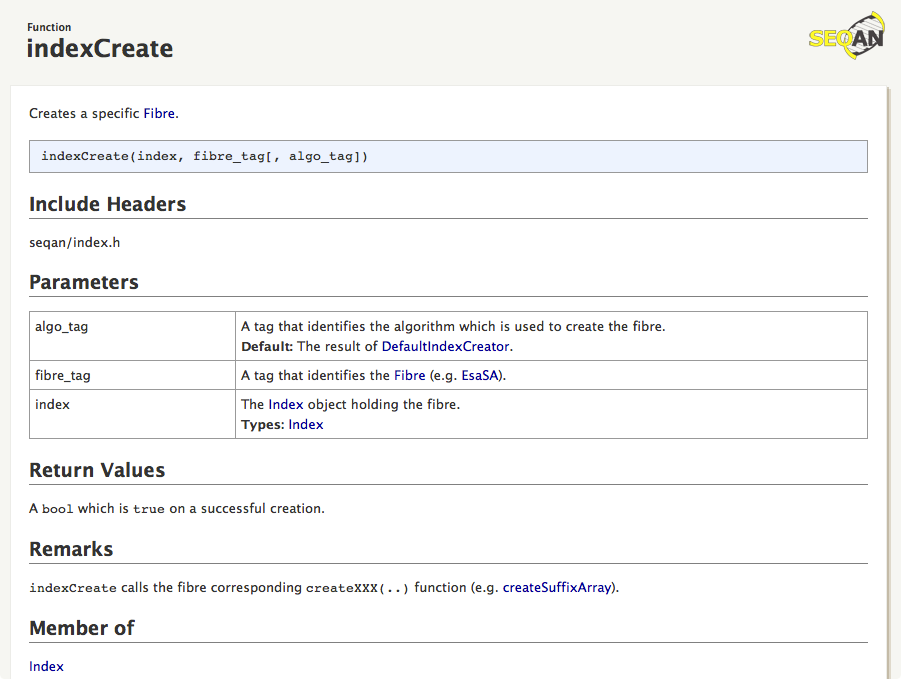 Function
indexCreate
SEQAN
Creates a specific Fibre.
indexCreate(index, fibre_tag[, algo_tag])
Include Headers
seqan/index.h
Parameters
algo_tag
A tag that identifies the algorithm which is used to create the fibre.
Default: The result of DefaultIndexCreator.
fibre_tag
A tag that identifies the Fibre (e.g. EsaSA).
index
The Index object holding the fibre.
Types: Index
Return Values
A bool which is true on a successful creation.
Remarks
indexCreate calls the fibre corresponding createXXX(..) function (e.g. createSuffixArray).
Member of
Index